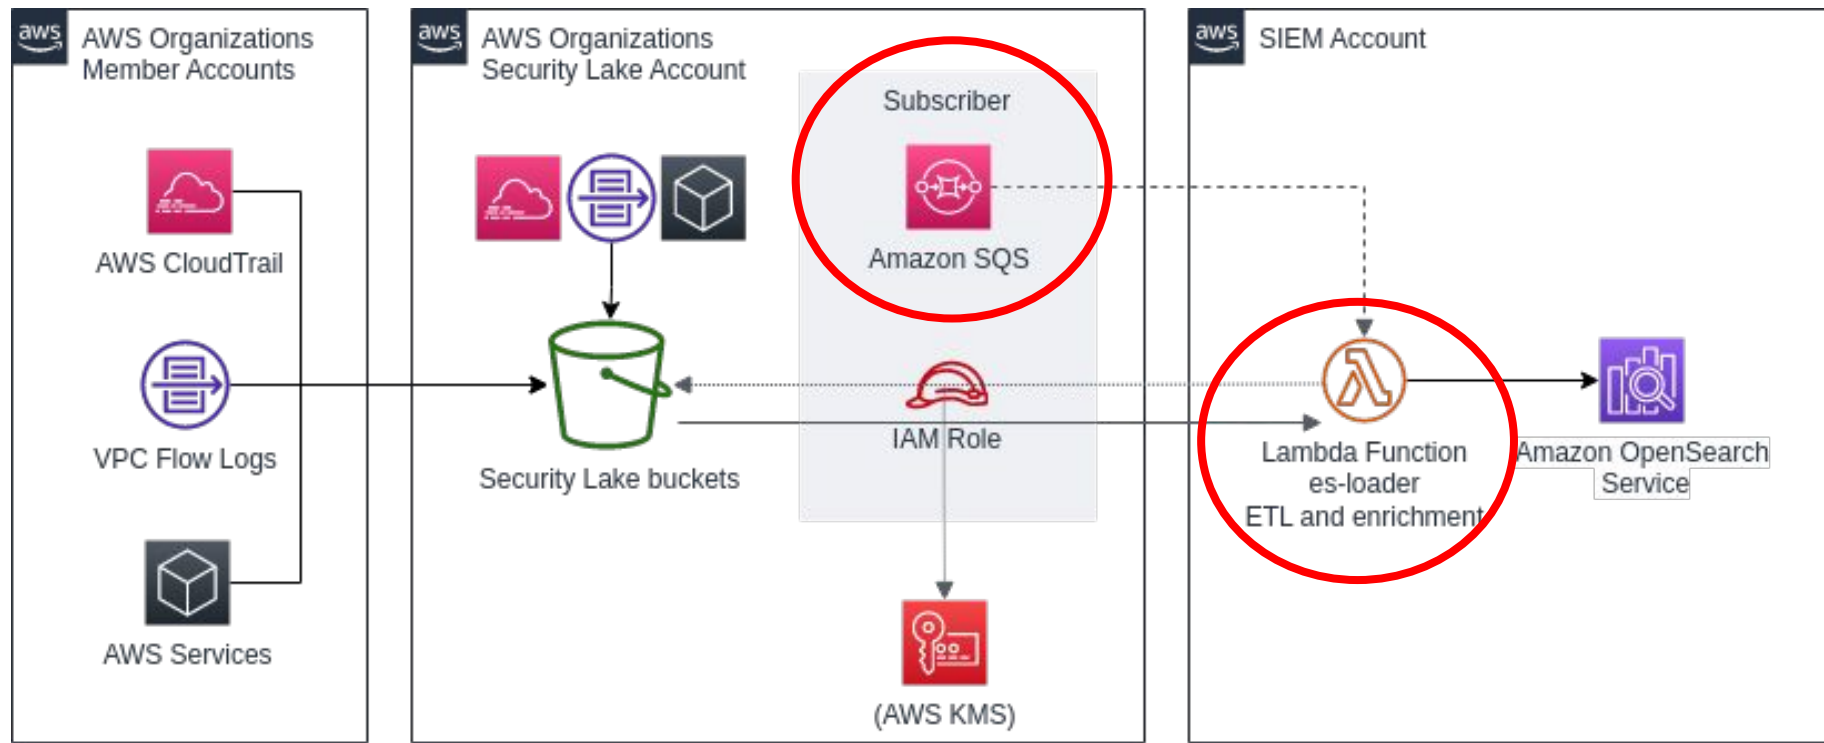 aws
AWS Organizations
Member Accounts
AWS CloudTrail
VPC Flow Logs
AWS Services
aws
AWS Organizations
Security Lake Account
Security Lake buckets
Subscriber
Amazon SQS
IAM Role
(AWS KMS)
aws
SIEM Account
Lambda Function
es-loader
ETL and enrichment
Amazon OpenSearch
Service